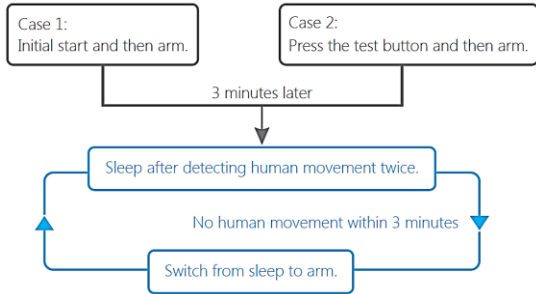 Case 1:
Initial start and then arm.
Case 2:
Press the test button and then arm.
3 minutes later
Sleep after detecting human movement twice.
No human movement within 3 minutes
Switch from sleep to arm.